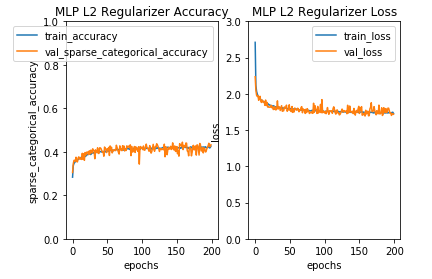 MLP L2 Regularizer Accuracy
1.0
0.8
0.6
0.4
0.2
0.0
sparse_categorical_accuracy
train_accuracy
val_sparse_categorical_accuracy
0
50
100
150
200
epochs
MLP L2 Regularizer Loss
3.0
2.5
2.0
1.5
1.0
0.5
0.0
loss
train_loss
val_loss
0
50
100
150
200
epochs